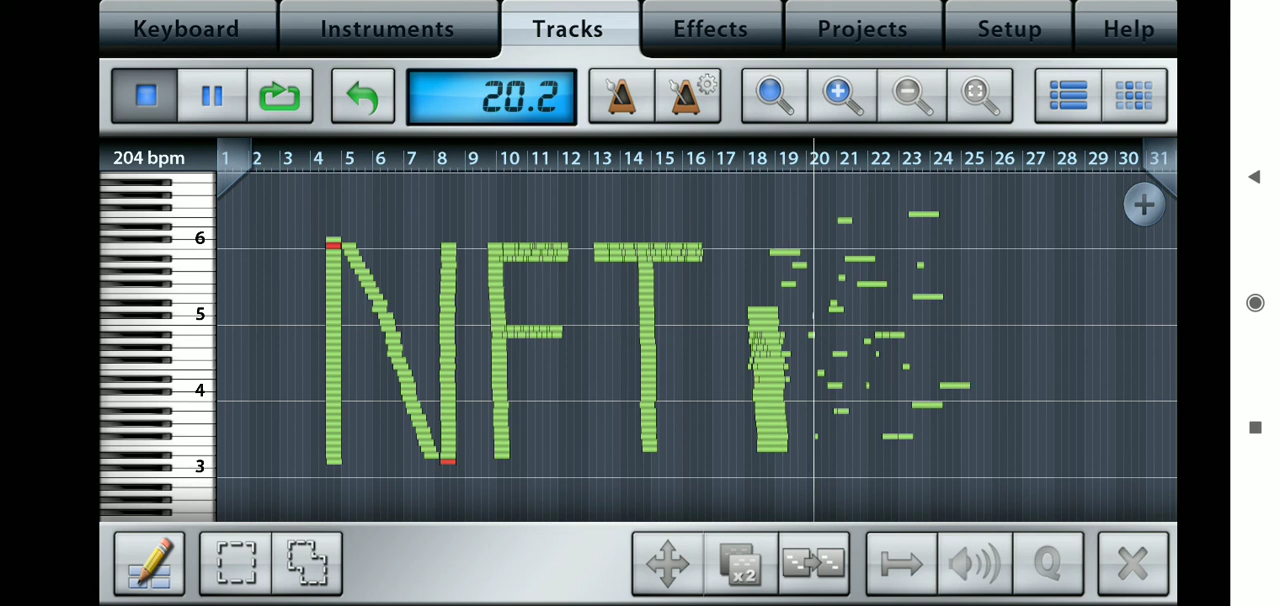 Keyboard Instruments Tracks Effects Projects Setup Help
20.2
204 bpm 1 2 3 4 5 6 7 8 9 10 11 12 13 14 15 16 17 18 19 20 21 22 23 24 25 26 27 28 29 30 31
6
NFT
5
4
3
x2 Q